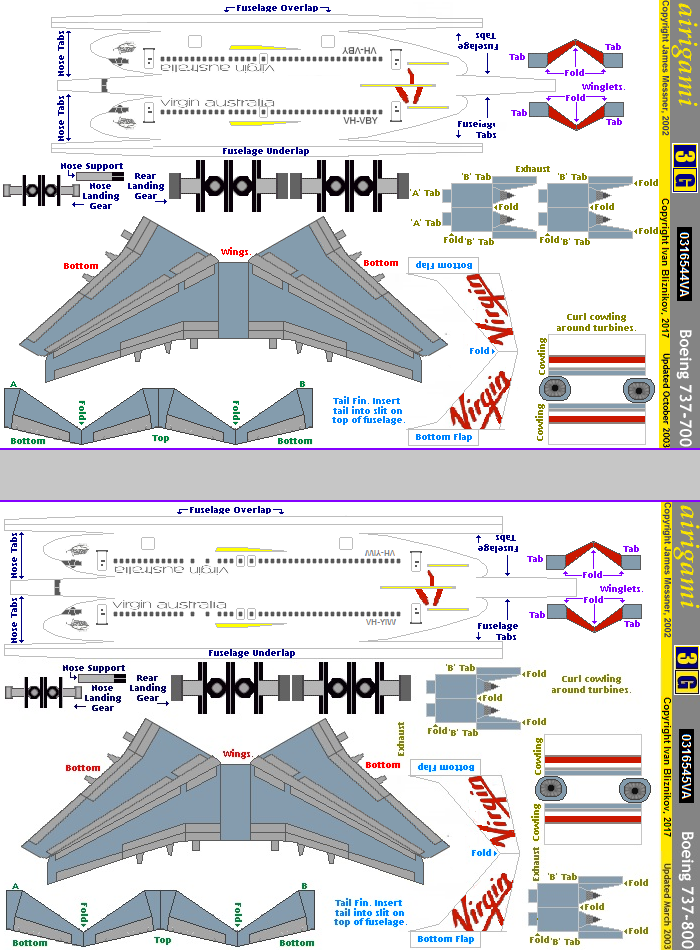 Fuselage Overlap
Nose Tabs
Nose Tabs
virgin australia
VH-VBY
virgin australia
VH-VBY
Fuselage
Tabs
Fuselage
Tabs
Fuselage Underlap
Tab
Tab
Fold
Winglets.
Fold
Tab
Tab
Nose Support
Nose
Landing
Gear
Rear
Landing
Gear
Exhaust
'B' Tab
'B' Tab
Fold
'A' Tab
Fold
'A' Tab
Fold
Fold
'B' Tab
Fold
'B' Tab
Wings.
Bottom
Bottom
Bottom Flap
Virgin
Fold
Virgin
Bottom Flap
Curl cowling
around turbines.
Cowling
Cowling
A
B
Fold
Fold
Bottom
Top
Bottom
Tail Fin. Insert
tail into slit on
top of fuselage.
airigami
Copyright James Messner, 2002
3G
Copyright Ivan Bliznikov, 2017
0316544VA
Updated October 2003
Boeing 737-700
Fuselage Overlap
Nose Tabs
Nose Tabs
virgin australia
VH-YIW
virgin australia
VH-YIW
Fuselage
Tabs
Fuselage
Tabs
Fuselage Underlap
Tab
Tab
Fold
Winglets.
Fold
Tab
Tab
Nose Support
Nose
Landing
Gear
Rear
Landing
Gear
'B' Tab
Fold
Fold
Fold
'B' Tab
Exhaust
Curl cowling
around turbines.
Wings.
Bottom
Bottom
Bottom Flap
Virgin
Fold
Virgin
Bottom Flap
Cowling
Cowling
Exhaust
'B' Tab
Fold
Fold
Fold
'B' Tab
Fold
A
B
Fold
Fold
Bottom
Top
Bottom
Tail Fin. Insert
tail into slit on
top of fuselage.
airigami
Copyright James Messner, 2002
3G
Copyright Ivan Bliznikov, 2017
0316545VA
Updated March 2003
Boeing 737-800